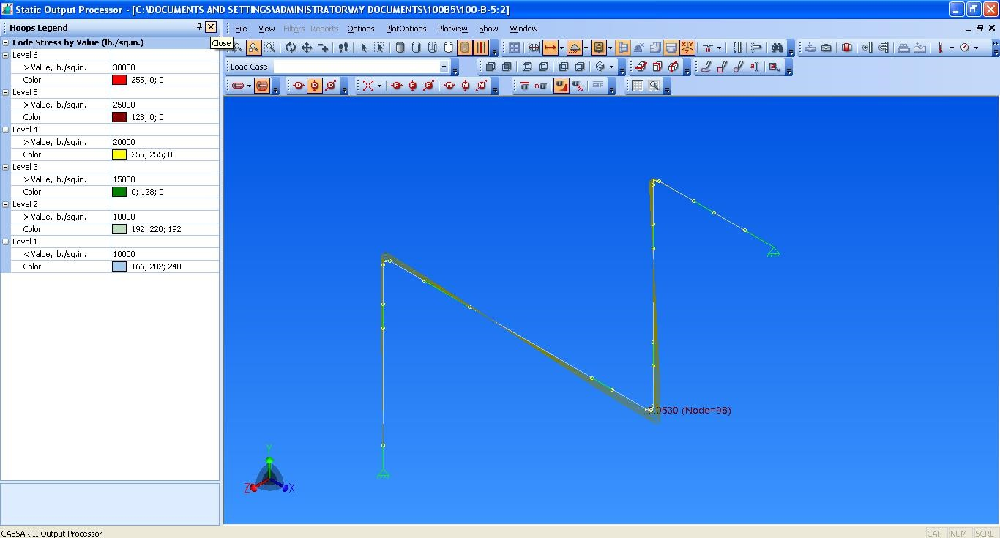 Static Output Processor - [C:\DOCUMENTS AND SETTINGS\ADMINISTRATOR\MY DOCUMENTS\100B5\100-B-5:2]
Hoops Legend
Close
File View Filters Reports Options PlotOptions PlotView Show Window
Code Stress by Value (lb./sq.in.)
Load Case:
Level 6
> Value, lb./sq.in. 30000
Color 255; 0; 0
Level 5
> Value, lb./sq.in. 25000
Color 128; 0; 0
Level 4
> Value, lb./sq.in. 20000
Color 255; 255; 0
Level 3
> Value, lb./sq.in. 15000
Color 0; 128; 0
Level 2
> Value, lb./sq.in. 10000
Color 192; 220; 192
Level 1
< Value, lb./sq.in. 10000
Color 166; 202; 240
(Node=98)
Y
Z X
CAESAR II Output Processor
CAP NUM SCRL